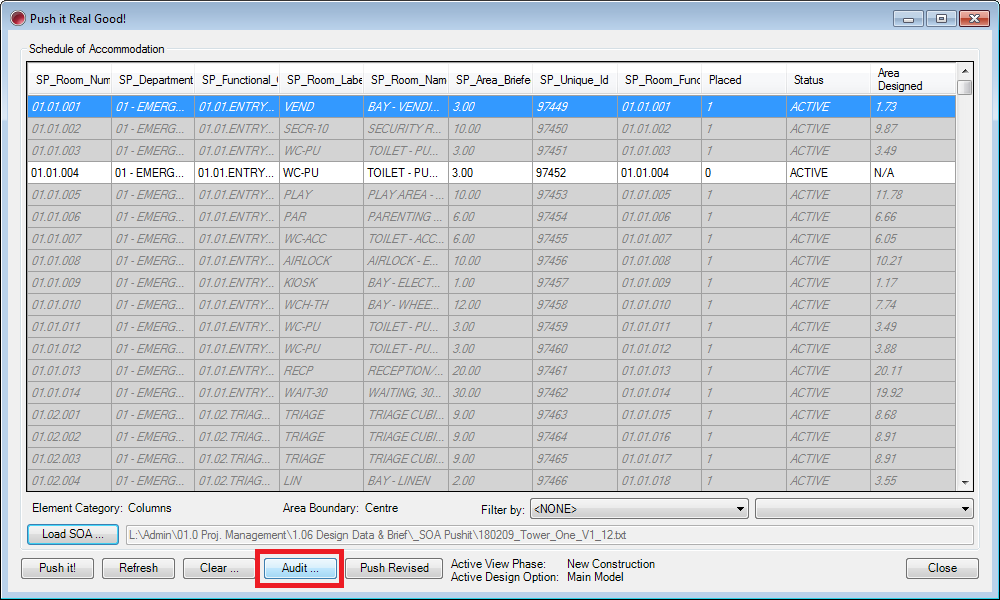 Push it Real Good!
Schedule of Accommodation
SP_Room_Num SP_Department SP_Functional_ SP_Room_Labe SP_Room_Nam SP_Area_Briefe SP_Unique_Id SP_Room_Func Placed Status Area Designed
01.01.001 01 - EMERG... 01.01.ENTRY... VEND BAY - VENDI... 3.00 97449 01.01.001 1 ACTIVE 1.73
01.01.002 01 - EMERG... 01.01.ENTRY... SECR-10 SECURITY R... 10.00 97450 01.01.002 1 ACTIVE 9.87
01.01.003 01 - EMERG... 01.01.ENTRY... WC-PU TOILET - PU... 3.00 97451 01.01.003 1 ACTIVE 3.49
01.01.004 01 - EMERG... 01.01.ENTRY... WC-PU TOILET - PU... 3.00 97452 01.01.004 0 ACTIVE N/A
01.01.005 01 - EMERG... 01.01.ENTRY... PLAY PLAY AREA - ... 10.00 97453 01.01.005 1 ACTIVE 11.78
01.01.006 01 - EMERG... 01.01.ENTRY... PAR PARENTING ... 6.00 97454 01.01.006 1 ACTIVE 6.66
01.01.007 01 - EMERG... 01.01.ENTRY... WC-ACC TOILET - ACC... 6.00 97455 01.01.007 1 ACTIVE 6.05
01.01.008 01 - EMERG... 01.01.ENTRY... AIRLOCK AIRLOCK - E... 10.00 97456 01.01.008 1 ACTIVE 10.21
01.01.009 01 - EMERG... 01.01.ENTRY... KIOSK BAY - ELECT... 1.00 97457 01.01.009 1 ACTIVE 1.17
01.01.010 01 - EMERG... 01.01.ENTRY... WCH-TH BAY - WHEE... 12.00 97458 01.01.010 1 ACTIVE 7.74
01.01.011 01 - EMERG... 01.01.ENTRY... WC-PU TOILET - PU... 3.00 97459 01.01.011 1 ACTIVE 3.49
01.01.012 01 - EMERG... 01.01.ENTRY... WC-PU TOILET - PU... 3.00 97460 01.01.012 1 ACTIVE 3.88
01.01.013 01 - EMERG... 01.01.ENTRY... RECP RECEPTION/... 20.00 97461 01.01.013 1 ACTIVE 20.11
01.01.014 01 - EMERG... 01.01.ENTRY... WAIT-30 WAITING, 30... 30.00 97462 01.01.014 1 ACTIVE 19.92
01.02.001 01 - EMERG... 01.02.TRIAG... TRIAGE TRIAGE CUBI... 9.00 97463 01.01.015 1 ACTIVE 8.68
01.02.002 01 - EMERG... 01.02.TRIAG... TRIAGE TRIAGE CUBI... 9.00 97464 01.01.016 1 ACTIVE 8.91
01.02.003 01 - EMERG... 01.02.TRIAG... TRIAGE TRIAGE CUBI... 9.00 97465 01.01.017 1 ACTIVE 8.91
01.02.004 01 - EMERG... 01.02.TRIAG... LIN BAY - LINEN 2.00 97466 01.01.018 1 ACTIVE 3.55
Element Category: Columns Area Boundary: Centre Filter by: <NONE>
Load SOA ... L:\Admin\01.0 Proj. Management\1.06 Design Data & Brief\_SOA Pushit\180209_Tower_One_V1_12.txt
Push it! Refresh Clear ... Audit ... Push Revised Active View Phase: New Construction Close
Active Design Option: Main Model